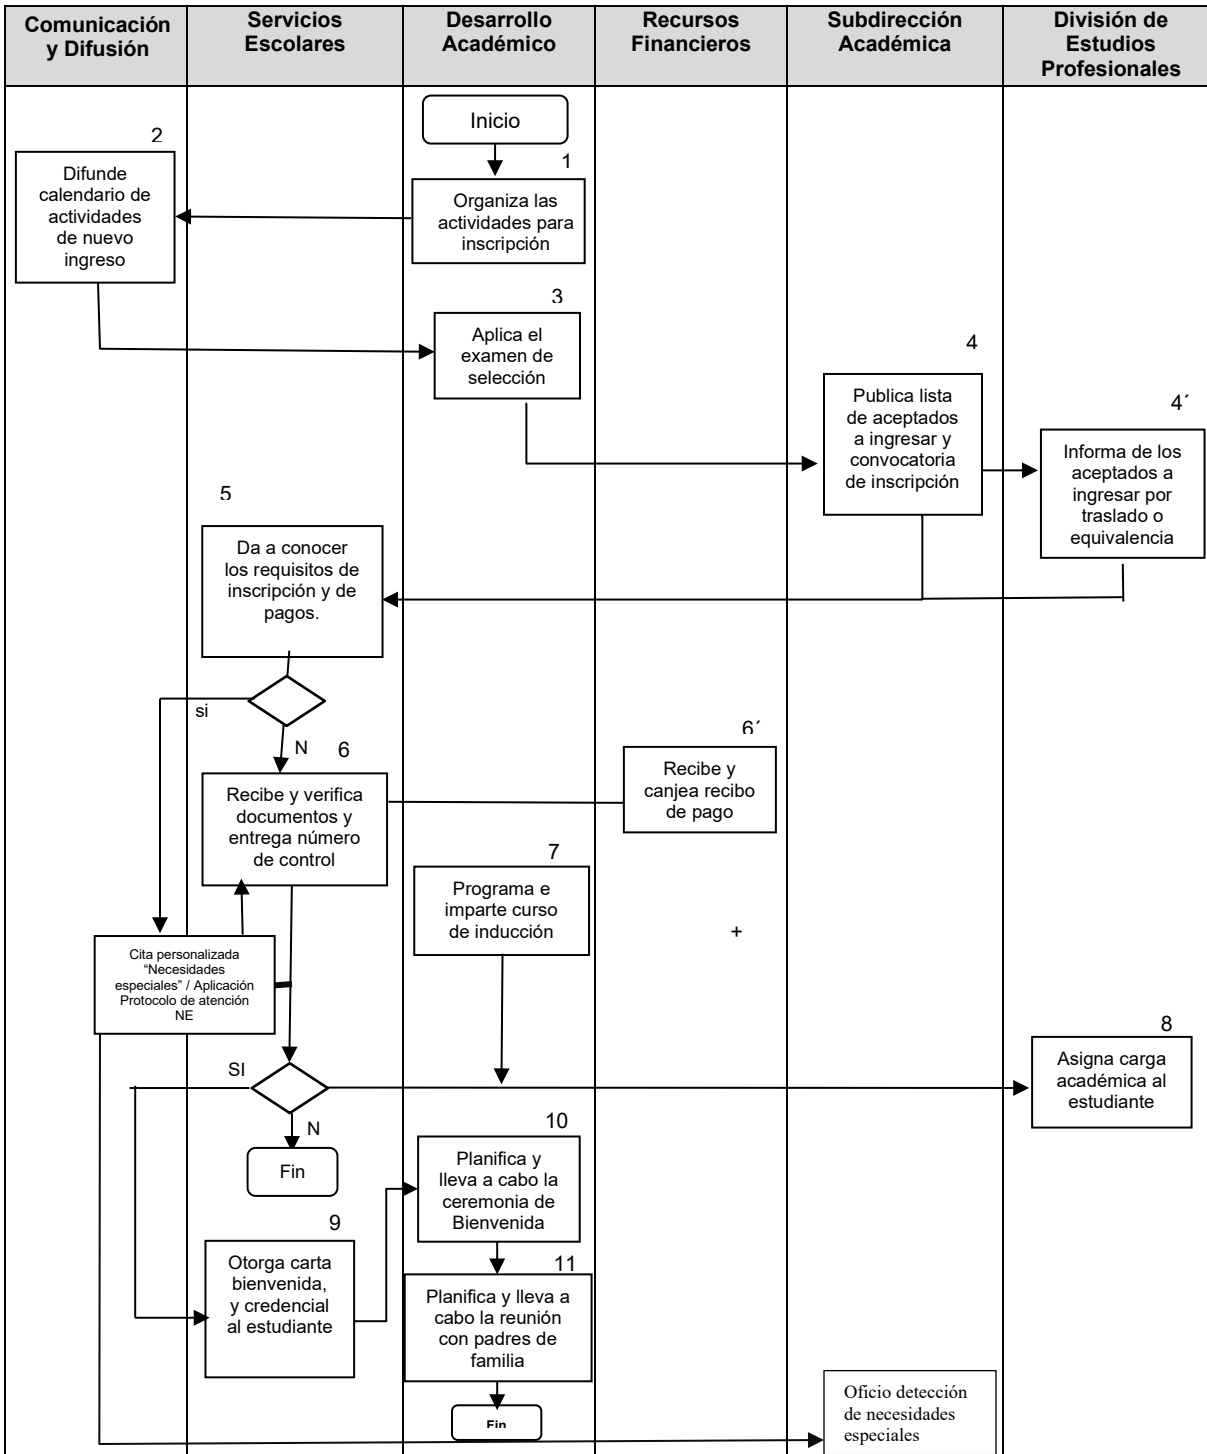 Comunicación
y Difusión
Servicios
Escolares
Desarrollo
Académico
Recursos
Financieros
Subdirección
Académica
División de
Estudios
Profesionales
Inicio
2
Difunde
calendario de
actividades
de nuevo
ingreso
1
Organiza las
actividades para
inscripción
3
Aplica el
examen de
selección
4
Publica lista
de aceptados
a ingresar y
convocatoria
de inscripción
4´
Informa de los
aceptados a
ingresar por
traslado o
equivalencia
5
Da a conocer
los requisitos de
inscripción y de
pagos.
si
N
6
Recibe y verifica
documentos y
entrega número
de control
6´
Recibe y
canjea recibo
de pago
7
Programa e
imparte curso
de inducción
+
Cita personalizada
“Necesidades
especiales” / Aplicación
Protocolo de atención
NE
SI
N
Fin
8
Asigna carga
académica al
estudiante
9
Otorga carta
bienvenida,
y credencial
al estudiante
10
Planifica y
lleva a cabo la
ceremonia de
Bienvenida
11
Planifica y lleva a
cabo la reunión
con padres de
familia
Fin
Oficio detección
de necesidades
especiales